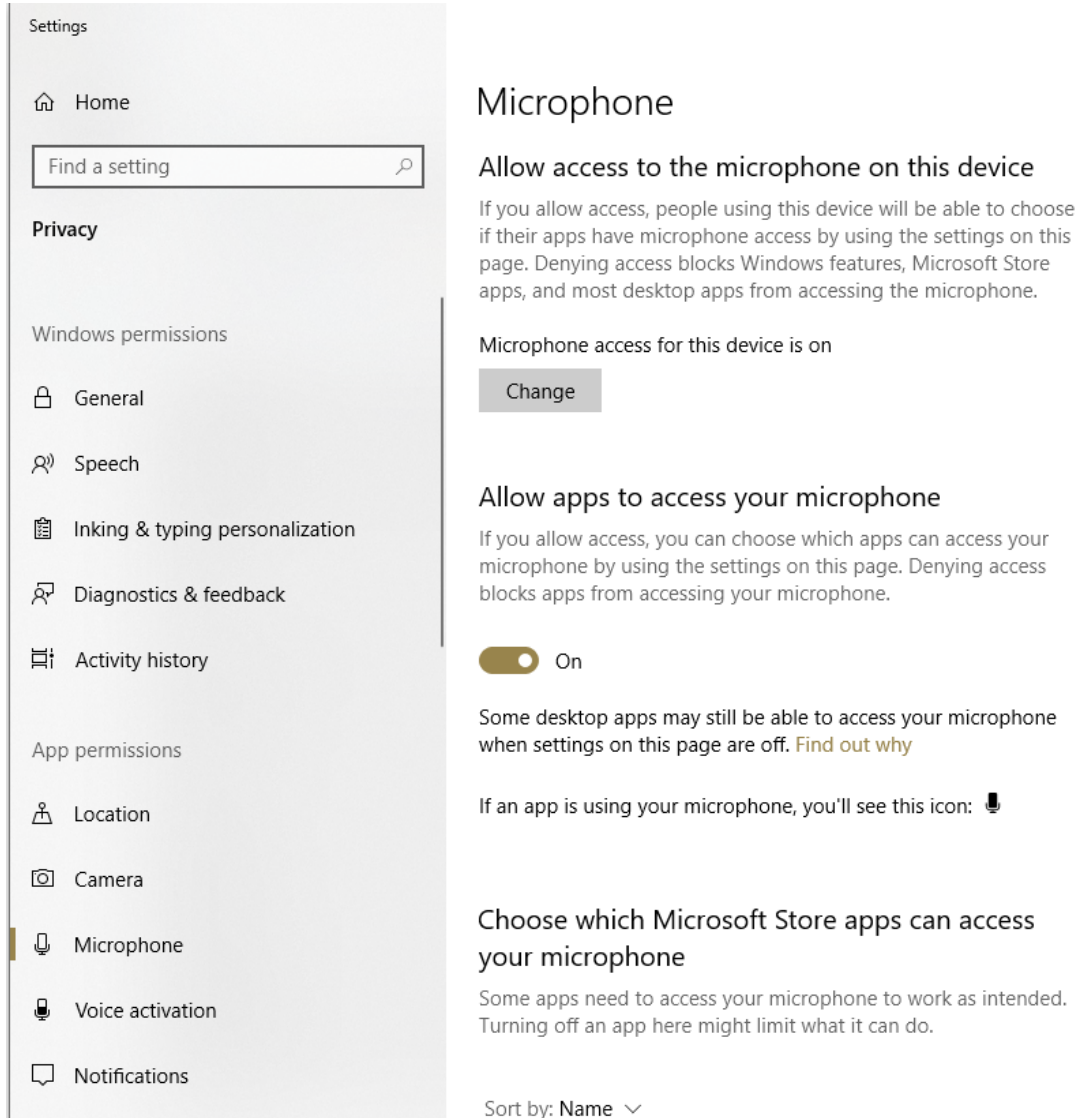 Settings
Home
Find a setting
Privacy
Windows permissions
General
Speech
Inking & typing personalization
Diagnostics & feedback
Activity history
App permissions
Location
Camera
Microphone
Voice activation
Notifications
Microphone
Allow access to the microphone on this device
If you allow access, people using this device will be able to choose
if their apps have microphone access by using the settings on this
page. Denying access blocks Windows features, Microsoft Store
apps, and most desktop apps from accessing the microphone.
Microphone access for this device is on
Change
Allow apps to access your microphone
If you allow access, you can choose which apps can access your
microphone by using the settings on this page. Denying access
blocks apps from accessing your microphone.
On
Some desktop apps may still be able to access your microphone
when settings on this page are off. Find out why
If an app is using your microphone, you'll see this icon:
Choose which Microsoft Store apps can access
your microphone
Some apps need to access your microphone to work as intended.
Turning off an app here might limit what it can do.
Sort by: Name